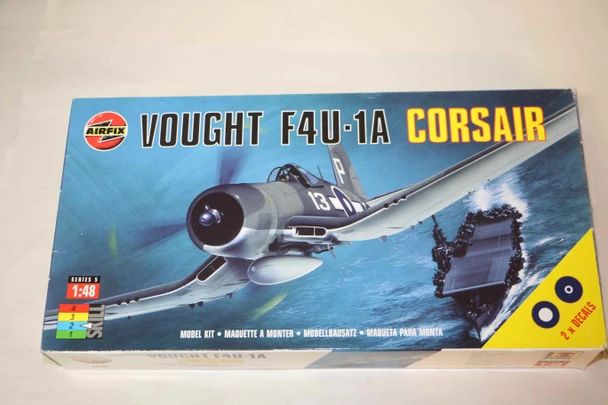 AIRFIX
VOUGHT F4U-1A CORSAIR
P
13
SERIES 5
1:48
4
3
2
1
SKILL
MODEL KIT • MAQUETTE A MONTER • MODELLBAUSATZ • MAQUETA PARA MONTA
2 x DECALS
VOUGHT F4U-1A